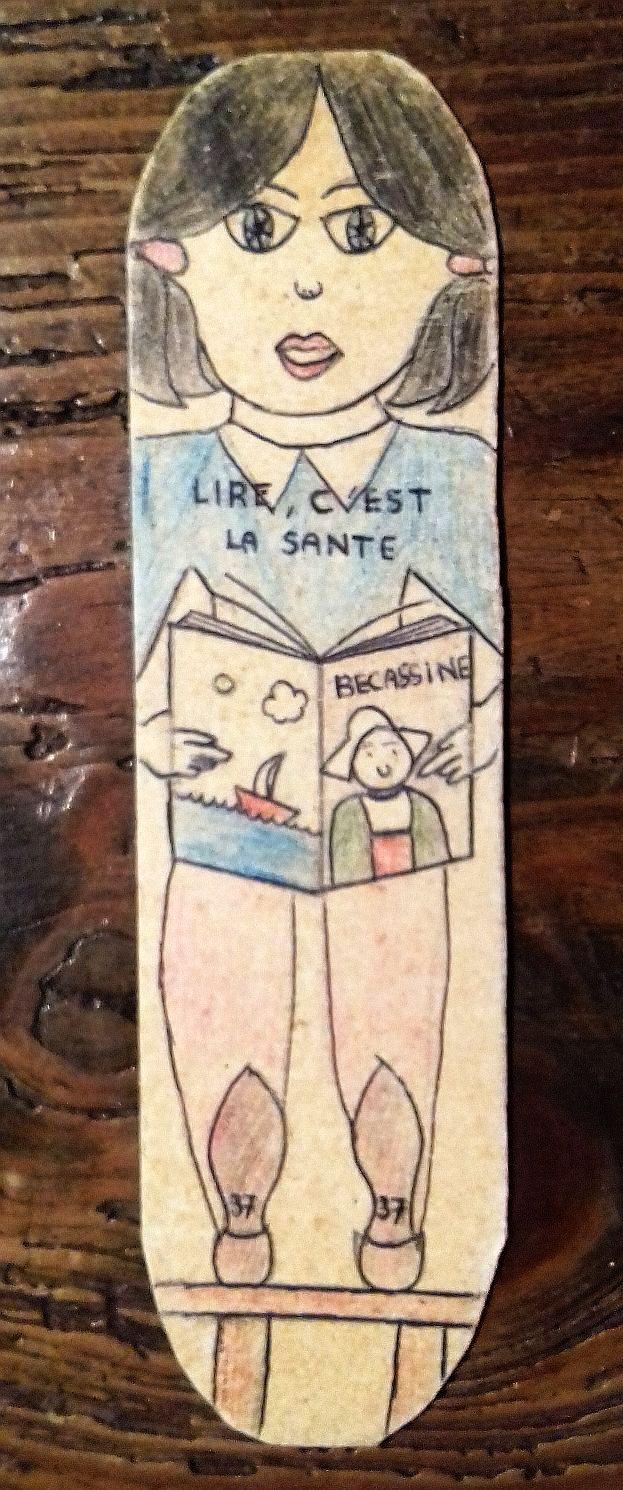 LIRE, C'EST
LA SANTE
BECASSINE
37 37